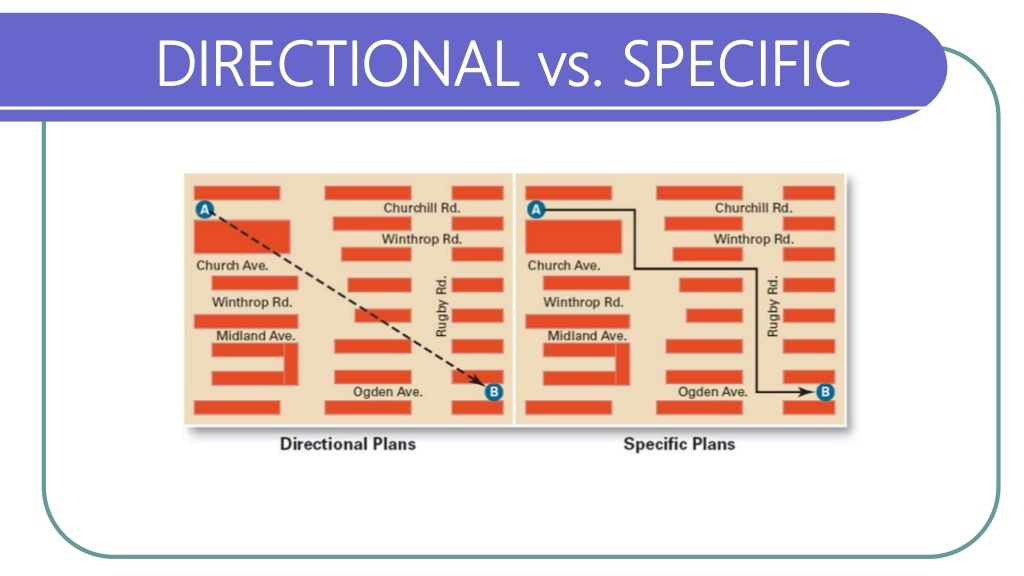 DIRECTIONAL vs. SPECIFIC
A
Churchill Rd.
Winthrop Rd.
Church Ave.
Winthrop Rd.
Rugby Rd.
Midland Ave.
Ogden Ave.
B
Directional Plans
A
Churchill Rd.
Winthrop Rd.
Church Ave.
Winthrop Rd.
Rugby Rd.
Midland Ave.
Ogden Ave.
B
Specific Plans